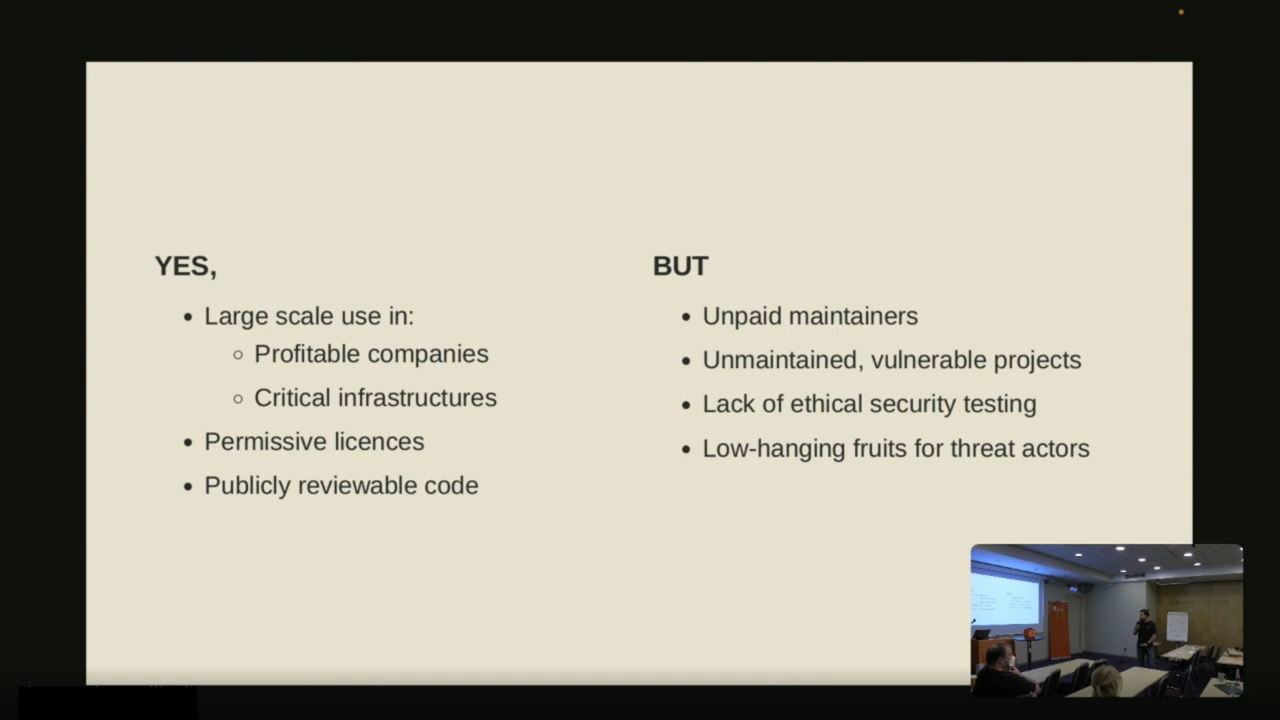 YES,
Large scale use in:
Profitable companies
Critical infrastructures
Permissive licences
Publicly reviewable code
BUT
Unpaid maintainers
Unmaintained, vulnerable projects
Lack of ethical security testing
Low-hanging fruits for threat actors